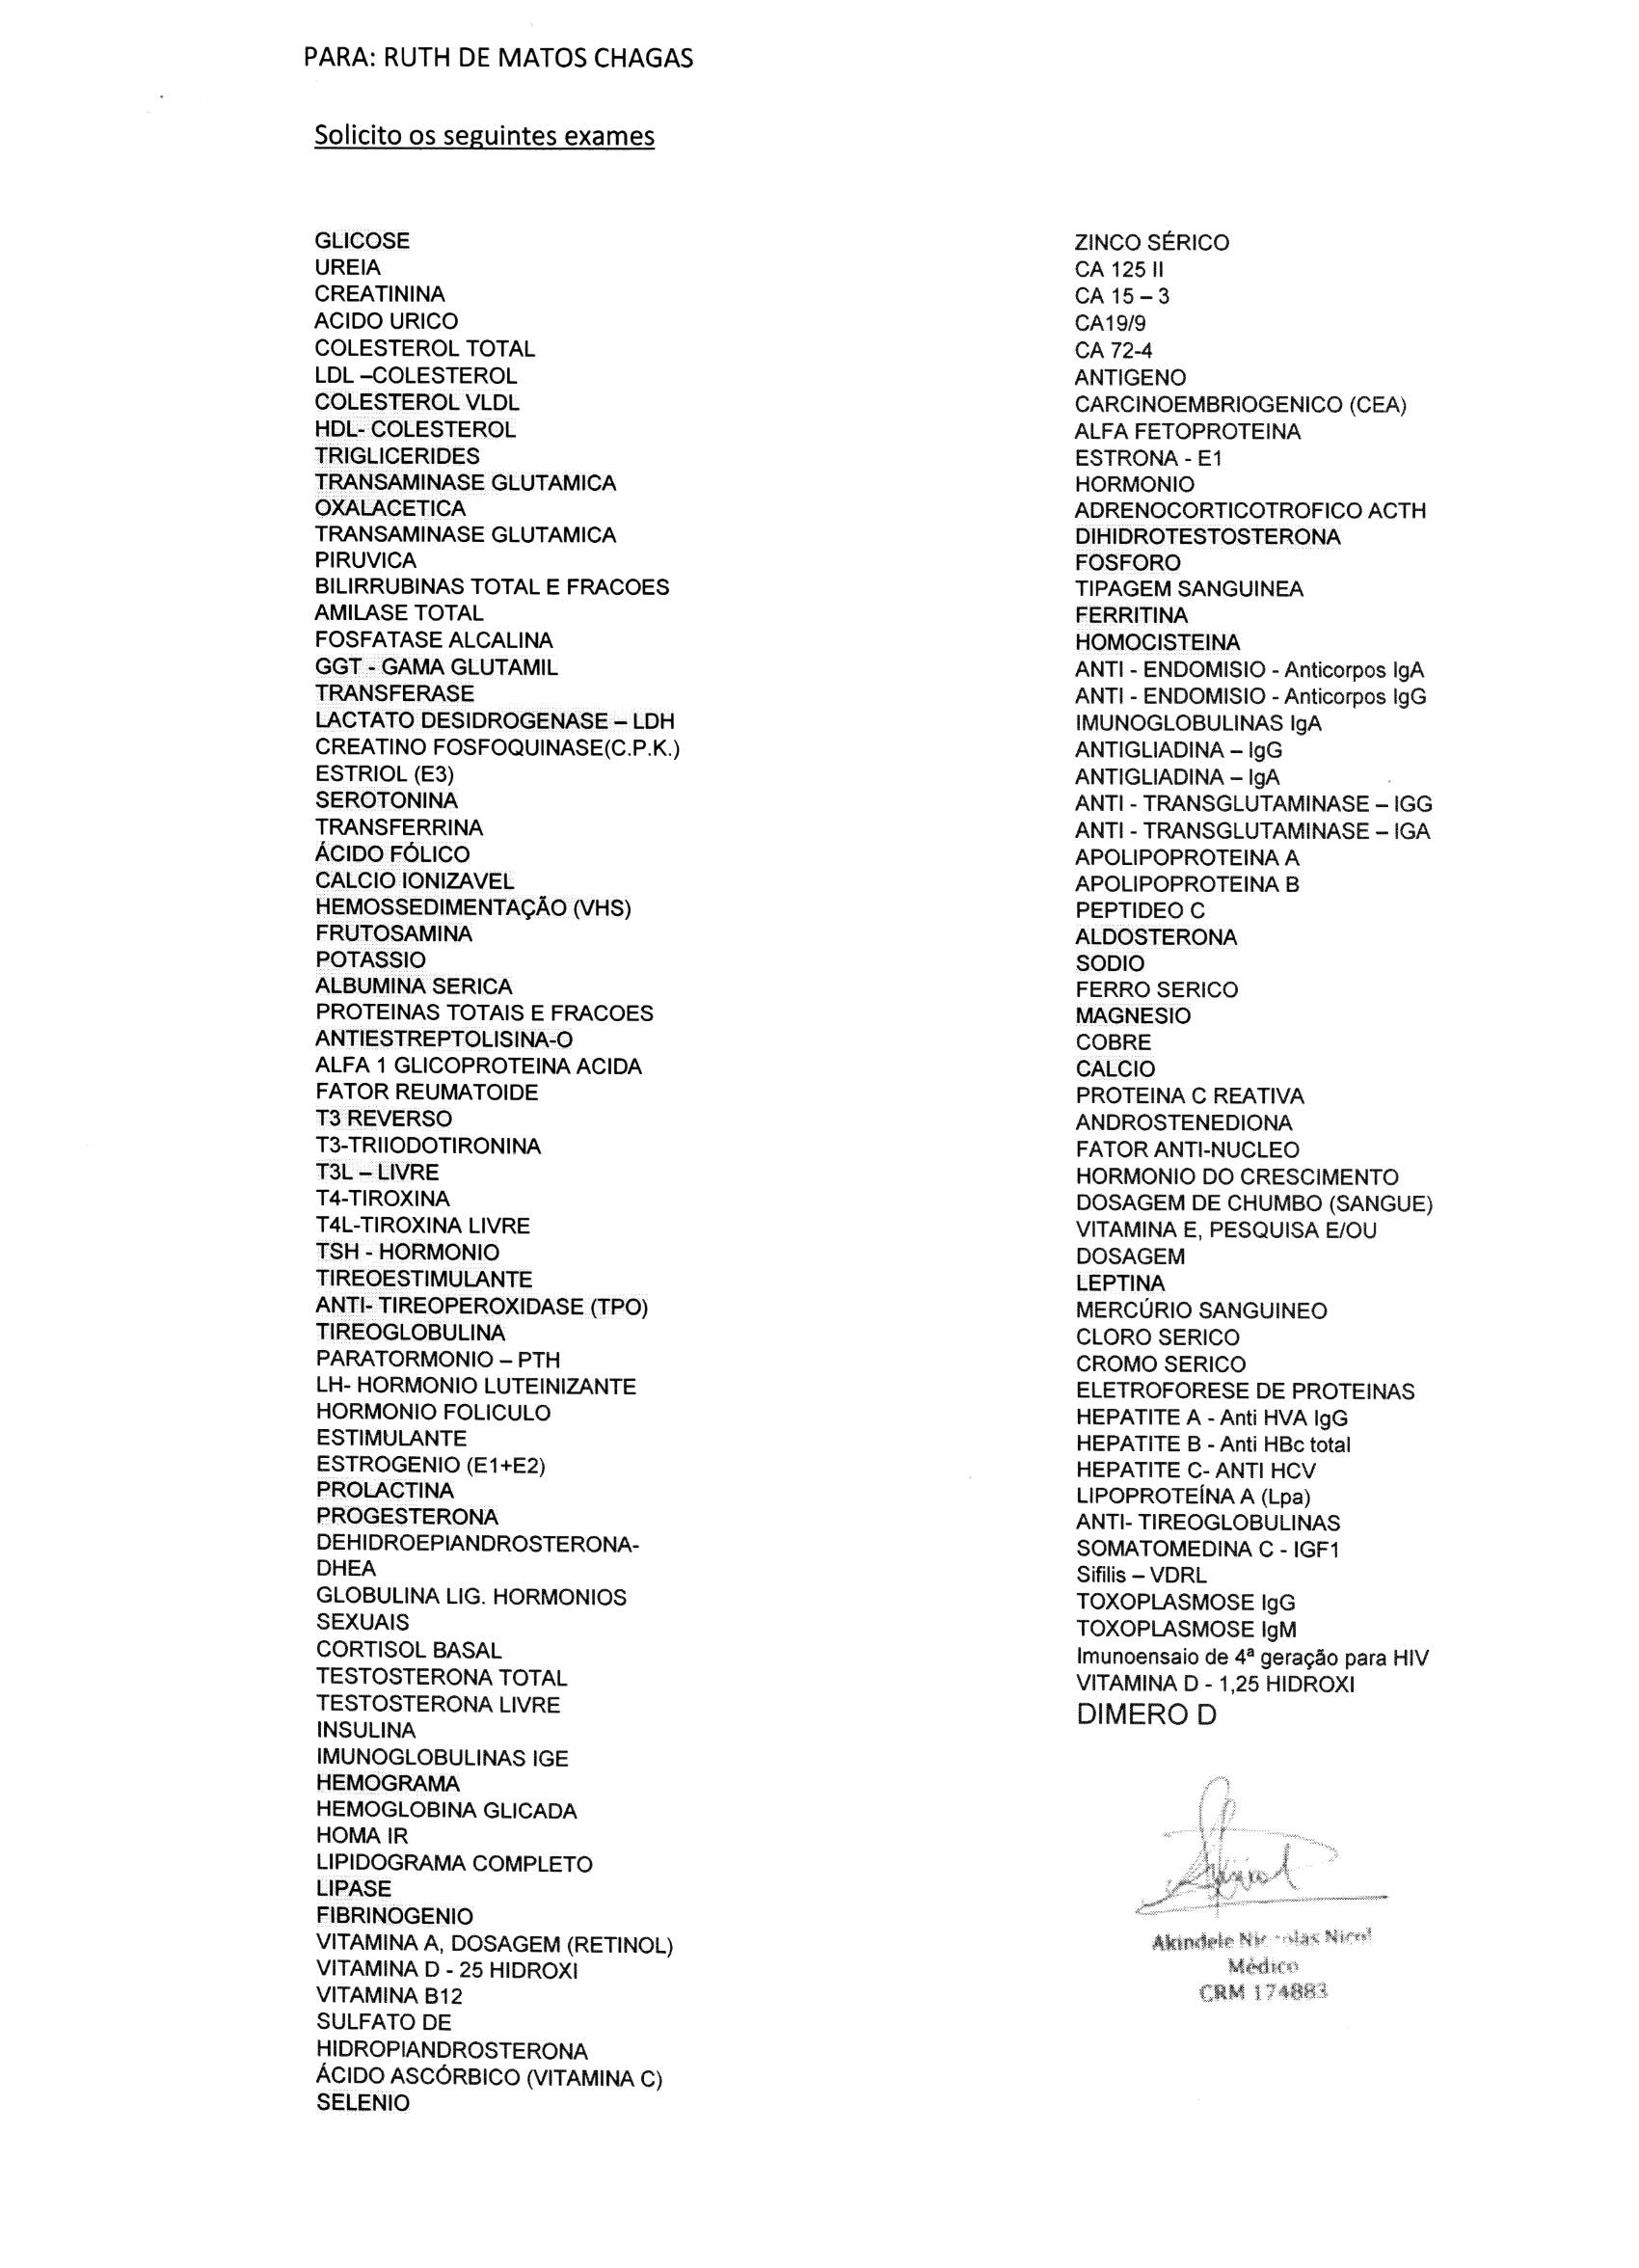 PARA: RUTH DE MATOS CHAGAS
Solicito os seguintes exames
GLICOSE
UREIA
CREATININA
ACIDO URICO
COLESTEROL TOTAL
LDL –COLESTEROL
COLESTEROL VLDL
HDL- COLESTEROL
TRIGLICERIDES
TRANSAMINASE GLUTAMICA
OXALACETICA
TRANSAMINASE GLUTAMICA
PIRUVICA
BILIRRUBINAS TOTAL E FRACOES
AMILASE TOTAL
FOSFATASE ALCALINA
GGT - GAMA GLUTAMIL
TRANSFERASE
LACTATO DESIDROGENASE – LDH
CREATINO FOSFOQUINASE(C.P.K.)
ESTRIOL (E3)
SEROTONINA
TRANSFERRINA
ÁCIDO FÓLICO
CALCIO IONIZAVEL
HEMOSSEDIMENTAÇÃO (VHS)
FRUTOSAMINA
POTASSIO
ALBUMINA SERICA
PROTEINAS TOTAIS E FRACOES
ANTIESTREPTOLISINA-O
ALFA 1 GLICOPROTEINA ACIDA
FATOR REUMATOIDE
T3 REVERSO
T3-TRIIODOTIRONINA
T3L – LIVRE
T4-TIROXINA
T4L-TIROXINA LIVRE
TSH - HORMONIO
TIREOESTIMULANTE
ANTI- TIREOPEROXIDASE (TPO)
TIREOGLOBULINA
PARATORMONIO – PTH
LH- HORMONIO LUTEINIZANTE
HORMONIO FOLICULO
ESTIMULANTE
ESTROGENIO (E1+E2)
PROLACTINA
PROGESTERONA
DEHIDROEPIANDROSTERONA-
DHEA
GLOBULINA LIG. HORMONIOS
SEXUAIS
CORTISOL BASAL
TESTOSTERONA TOTAL
TESTOSTERONA LIVRE
INSULINA
IMUNOGLOBULINAS IGE
HEMOGRAMA
HEMOGLOBINA GLICADA
HOMA IR
LIPIDOGRAMA COMPLETO
LIPASE
FIBRINOGENIO
VITAMINA A, DOSAGEM (RETINOL)
VITAMINA D - 25 HIDROXI
VITAMINA B12
SULFATO DE
HIDROPIANDROSTERONA
ÁCIDO ASCÓRBICO (VITAMINA C)
SELENIO
ZINCO SÉRICO
CA 125 II
CA 15 – 3
CA19/9
CA 72-4
ANTIGENO
CARCINOEMBRIOGENICO (CEA)
ALFA FETOPROTEINA
ESTRONA - E1
HORMONIO
ADRENOCORTICOTROFICO ACTH
DIHIDROTESTOSTERONA
FOSFORO
TIPAGEM SANGUINEA
FERRITINA
HOMOCISTEINA
ANTI - ENDOMISIO - Anticorpos IgA
ANTI - ENDOMISIO - Anticorpos IgG
IMUNOGLOBULINAS IgA
ANTIGLIADINA – IgG
ANTIGLIADINA – IgA
ANTI - TRANSGLUTAMINASE – IGG
ANTI - TRANSGLUTAMINASE – IGA
APOLIPOPROTEINA A
APOLIPOPROTEINA B
PEPTIDEO C
ALDOSTERONA
SODIO
FERRO SERICO
MAGNESIO
COBRE
CALCIO
PROTEINA C REATIVA
ANDROSTENEDIONA
FATOR ANTI-NUCLEO
HORMONIO DO CRESCIMENTO
DOSAGEM DE CHUMBO (SANGUE)
VITAMINA E, PESQUISA E/OU
DOSAGEM
LEPTINA
MERCÚRIO SANGUINEO
CLORO SERICO
CROMO SERICO
ELETROFORESE DE PROTEINAS
HEPATITE A - Anti HVA IgG
HEPATITE B - Anti HBc total
HEPATITE C- ANTI HCV
LIPOPROTEÍNA A (Lpa)
ANTI- TIREOGLOBULINAS
SOMATOMEDINA C - IGF1
Sifilis – VDRL
TOXOPLASMOSE IgG
TOXOPLASMOSE IgM
Imunoensaio de 4ª geração para HIV
VITAMINA D - 1,25 HIDROXI
DIMERO D
Akindele Nicol
Médico
CRM 174883